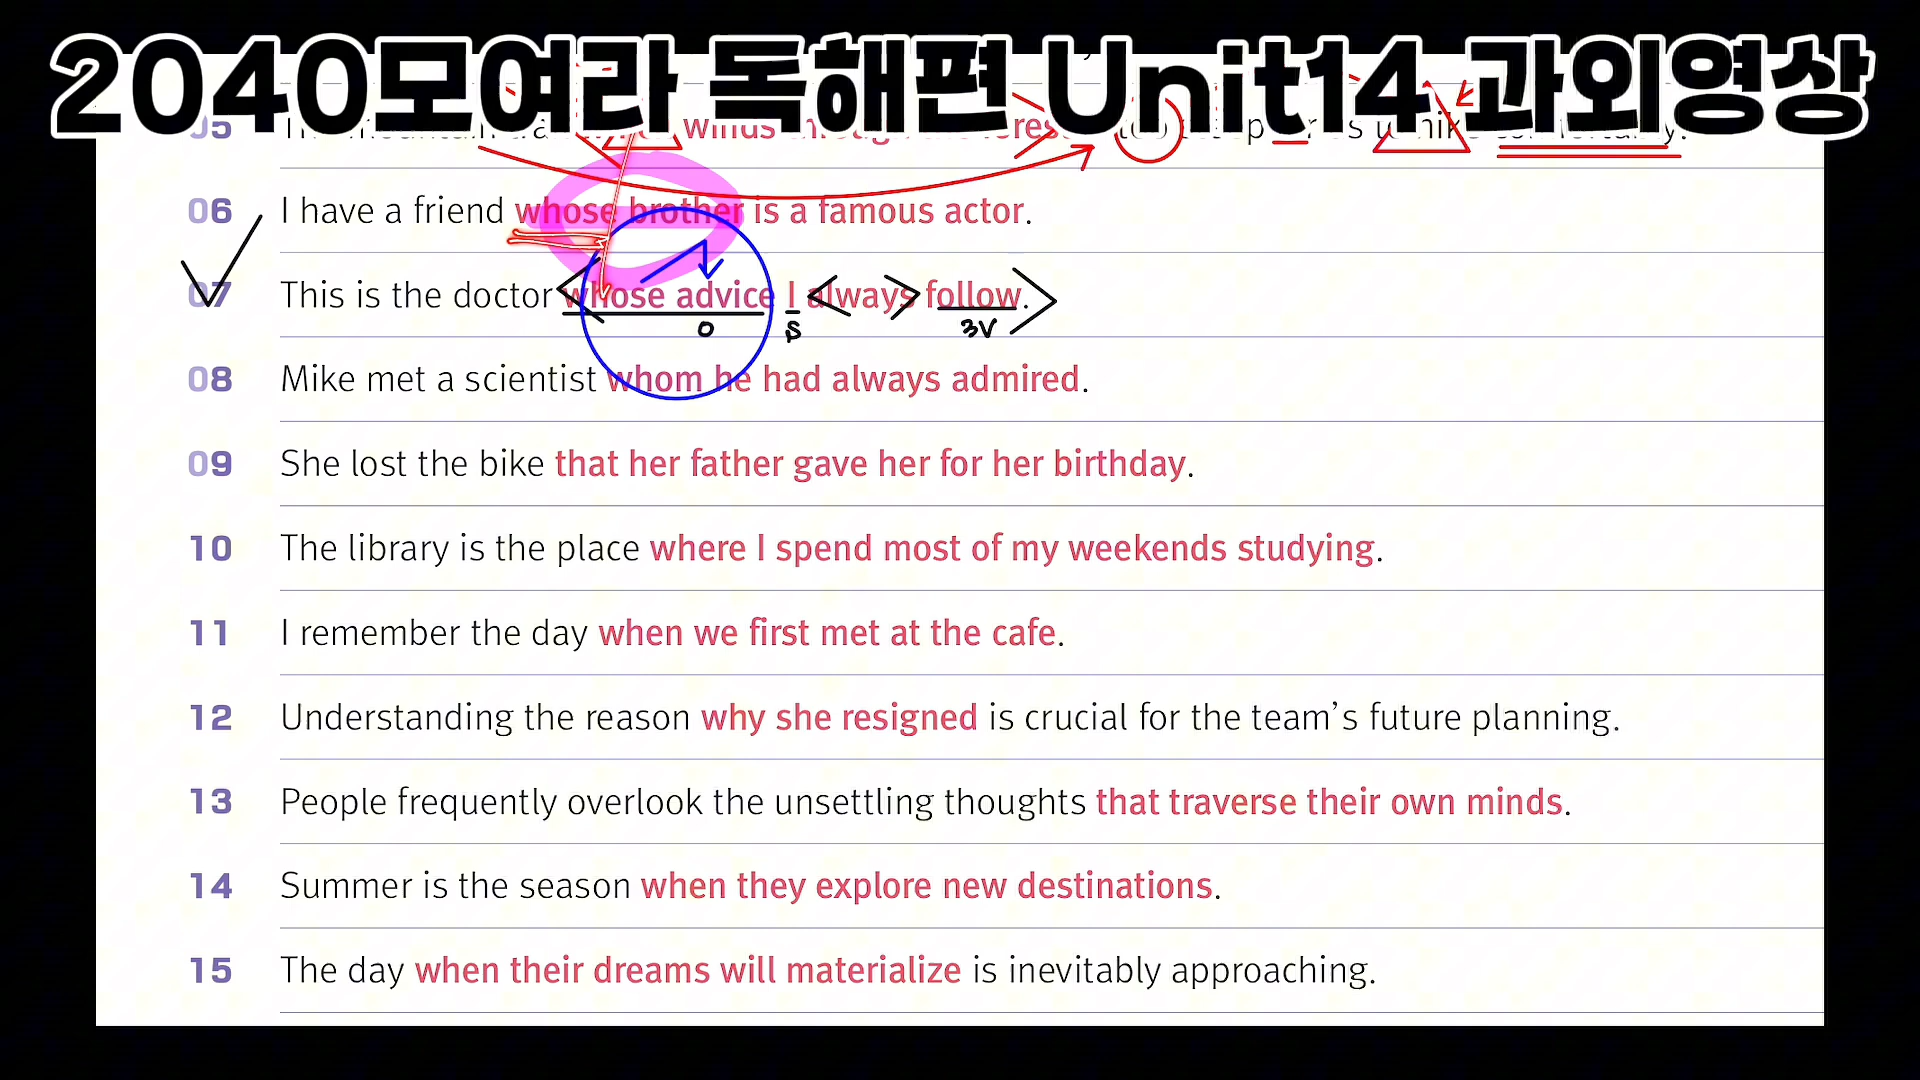 2040모여라 독해편 Unit14 과외영상
05 winds through
06 I have a friend whose brother is a famous actor.
07 This is the doctor whose advice I always follow.
O S 3V
08 Mike met a scientist whom he had always admired.
09 She lost the bike that her father gave her for her birthday.
10 The library is the place where I spend most of my weekends studying.
11 I remember the day when we first met at the cafe.
12 Understanding the reason why she resigned is crucial for the team's future planning.
13 People frequently overlook the unsettling thoughts that traverse their own minds.
14 Summer is the season when they explore new destinations.
15 The day when their dreams will materialize is inevitably approaching.